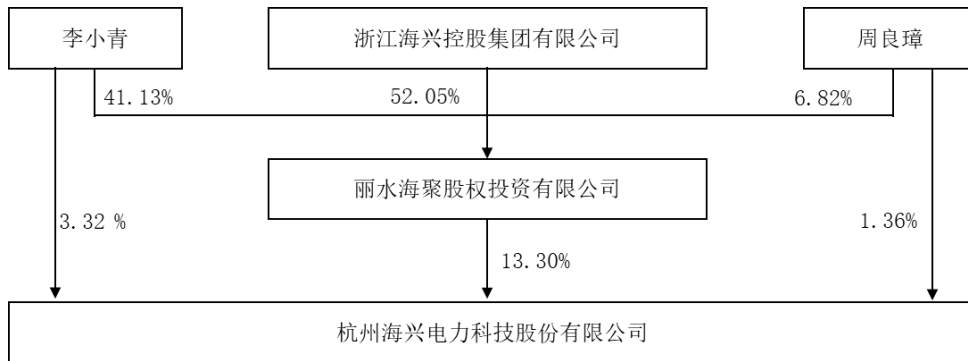 李小青
浙江海兴控股集团有限公司
周良璋
41.13%
52.05%
6.82%
丽水海聚股权投资有限公司
3.32 %
1.36%
13.30%
杭州海兴电力科技股份有限公司